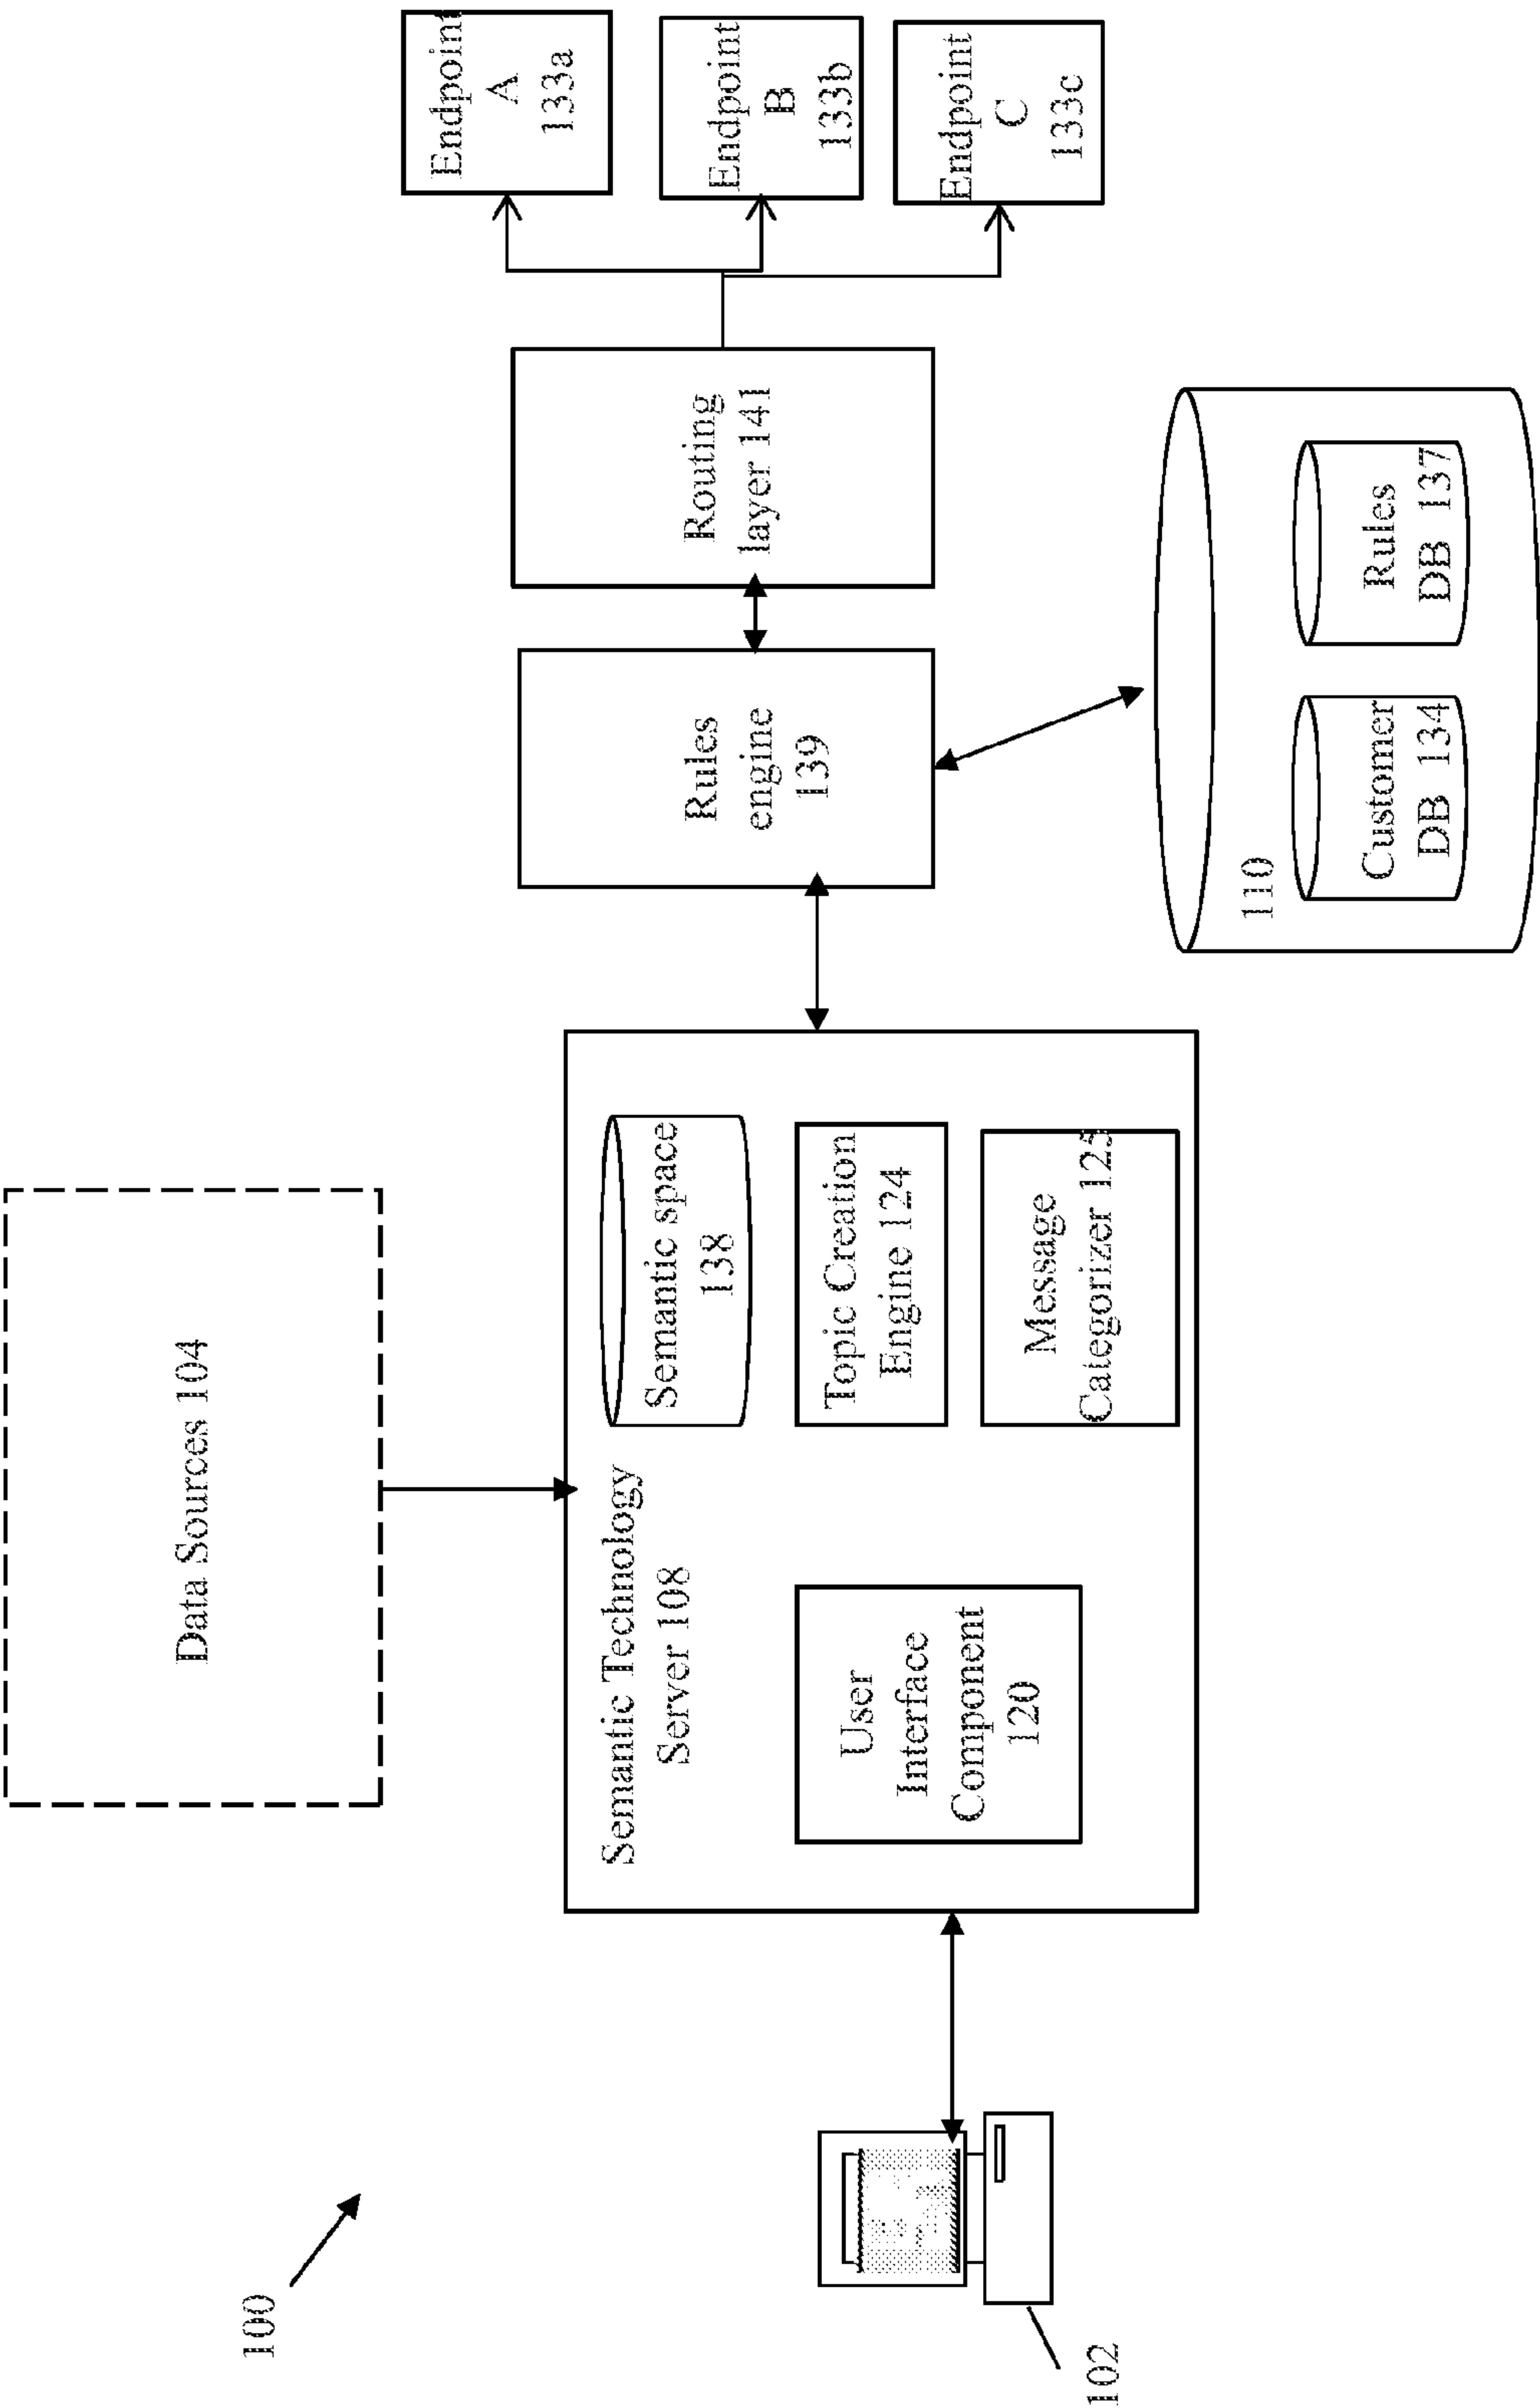 100
Data Sources 104
Semantic Technology
Server 108
Semantic space
138
User
Interface
Component
120
Topic Creation
Engine 124
Message
Categorizer 125
102
Rules
engine
139
Routing
layer 141
Endpoint
A
133a
Endpoint
B
133b
Endpoint
C
133c
110
Customer
DB 134
Rules
DB 137